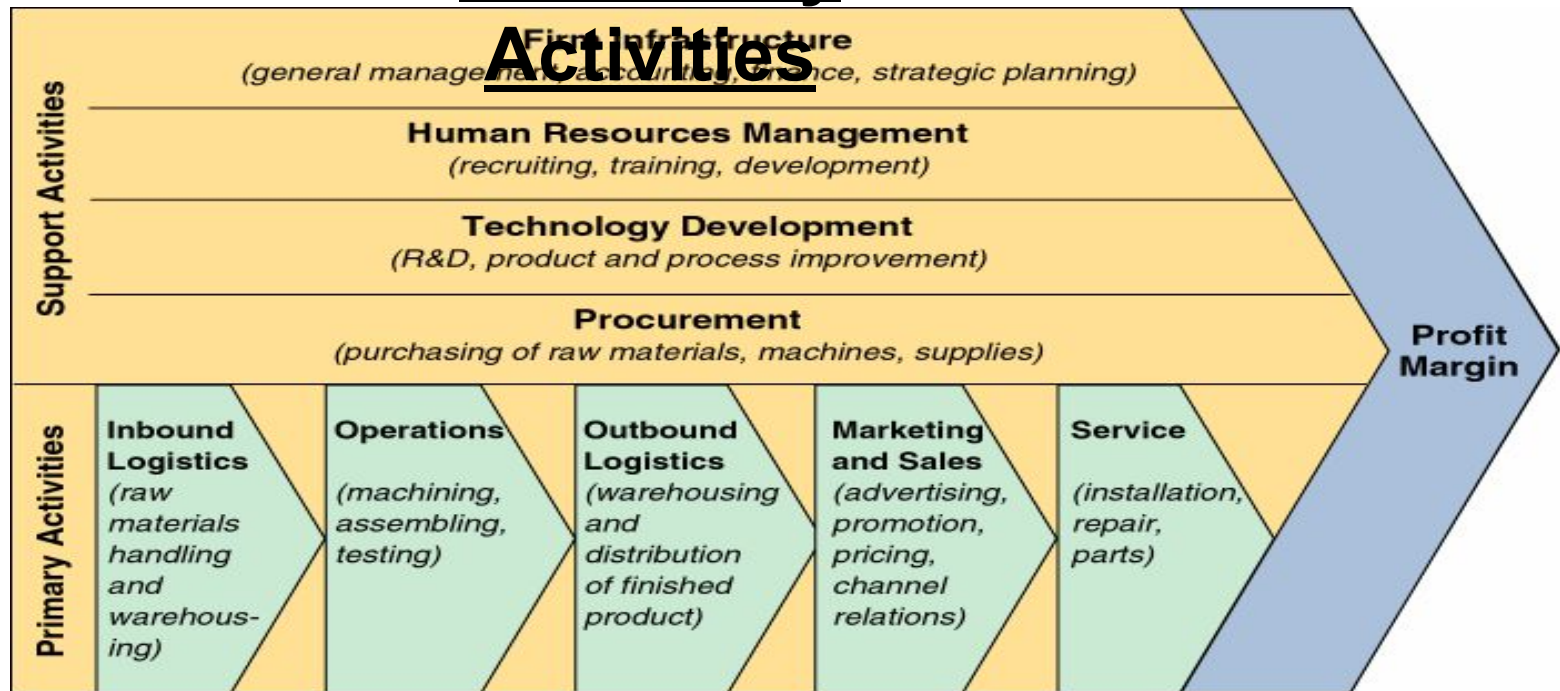 Activities
Firm Infrastructure
(general management, accounting, finance, strategic planning)
Human Resources Management
(recruiting, training, development)
Technology Development
(R&D, product and process improvement)
Procurement
(purchasing of raw materials, machines, supplies)
Support Activities
Profit
Margin
Primary Activities
Inbound
Logistics
(raw
materials
handling
and
warehous-
ing)
Operations
(machining,
assembling,
testing)
Outbound
Logistics
(warehousing
and
distribution
of finished
product)
Marketing
and Sales
(advertising,
promotion,
pricing,
channel
relations)
Service
(installation,
repair,
parts)